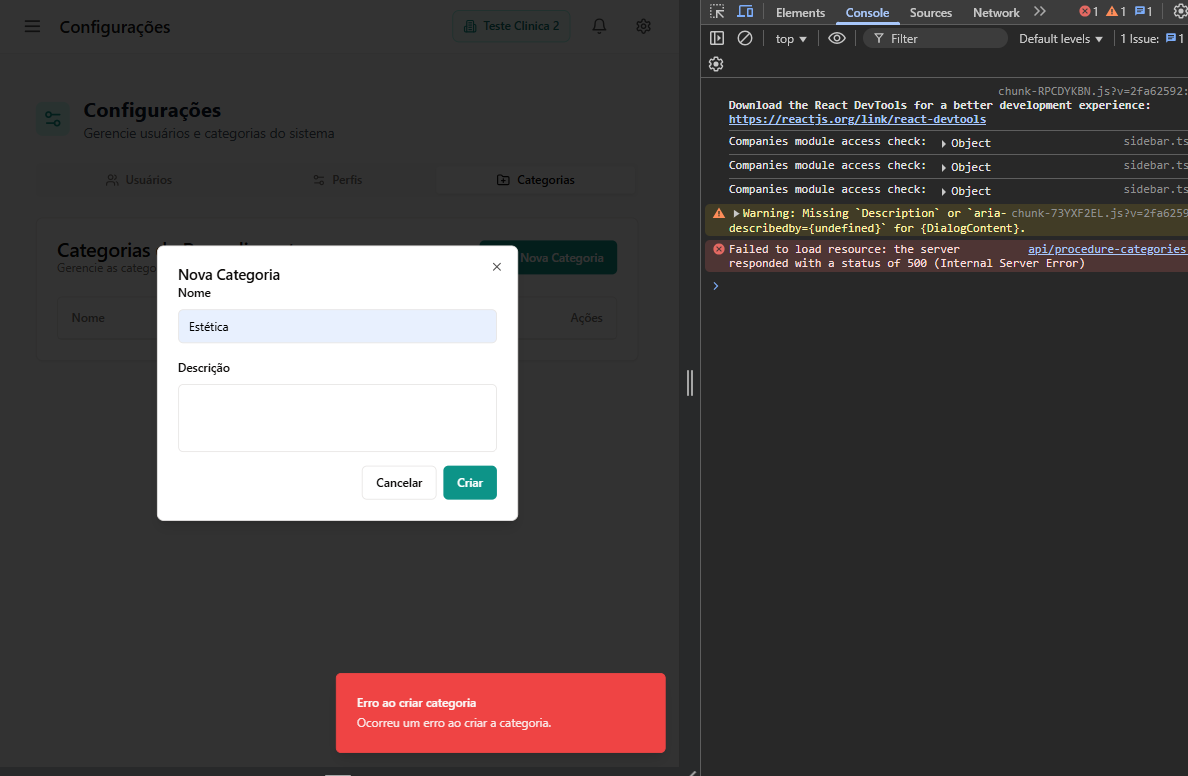 Configurações
Teste Clinica 2
Configurações
Gerencie usuários e categorias do sistema
Usuários
Perfis
Categorias
Categorias
Nova Categoria
Gerencie as catego
Nome
Ações
Nova Categoria
Nome
Estética
Descrição
Cancelar
Criar
Erro ao criar categoria
Ocorreu um erro ao criar a categoria.
Elements
Console
Sources
Network
1
1
1
top
Filter
Default levels
1 Issue:
1
chunk-RPCDYKBN.js?v=2fa62592:
Download the React DevTools for a better development experience:
https://reactjs.org/link/react-devtools
Companies module access check: Object
sidebar.ts
Companies module access check: Object
sidebar.ts
Companies module access check: Object
sidebar.ts
Warning: Missing `Description` or `aria-
chunk-73YXF2EL.js?v=2fa6259
describedby={undefined}` for {DialogContent}.
Failed to load resource: the server
api/procedure-categories
responded with a status of 500 (Internal Server Error)